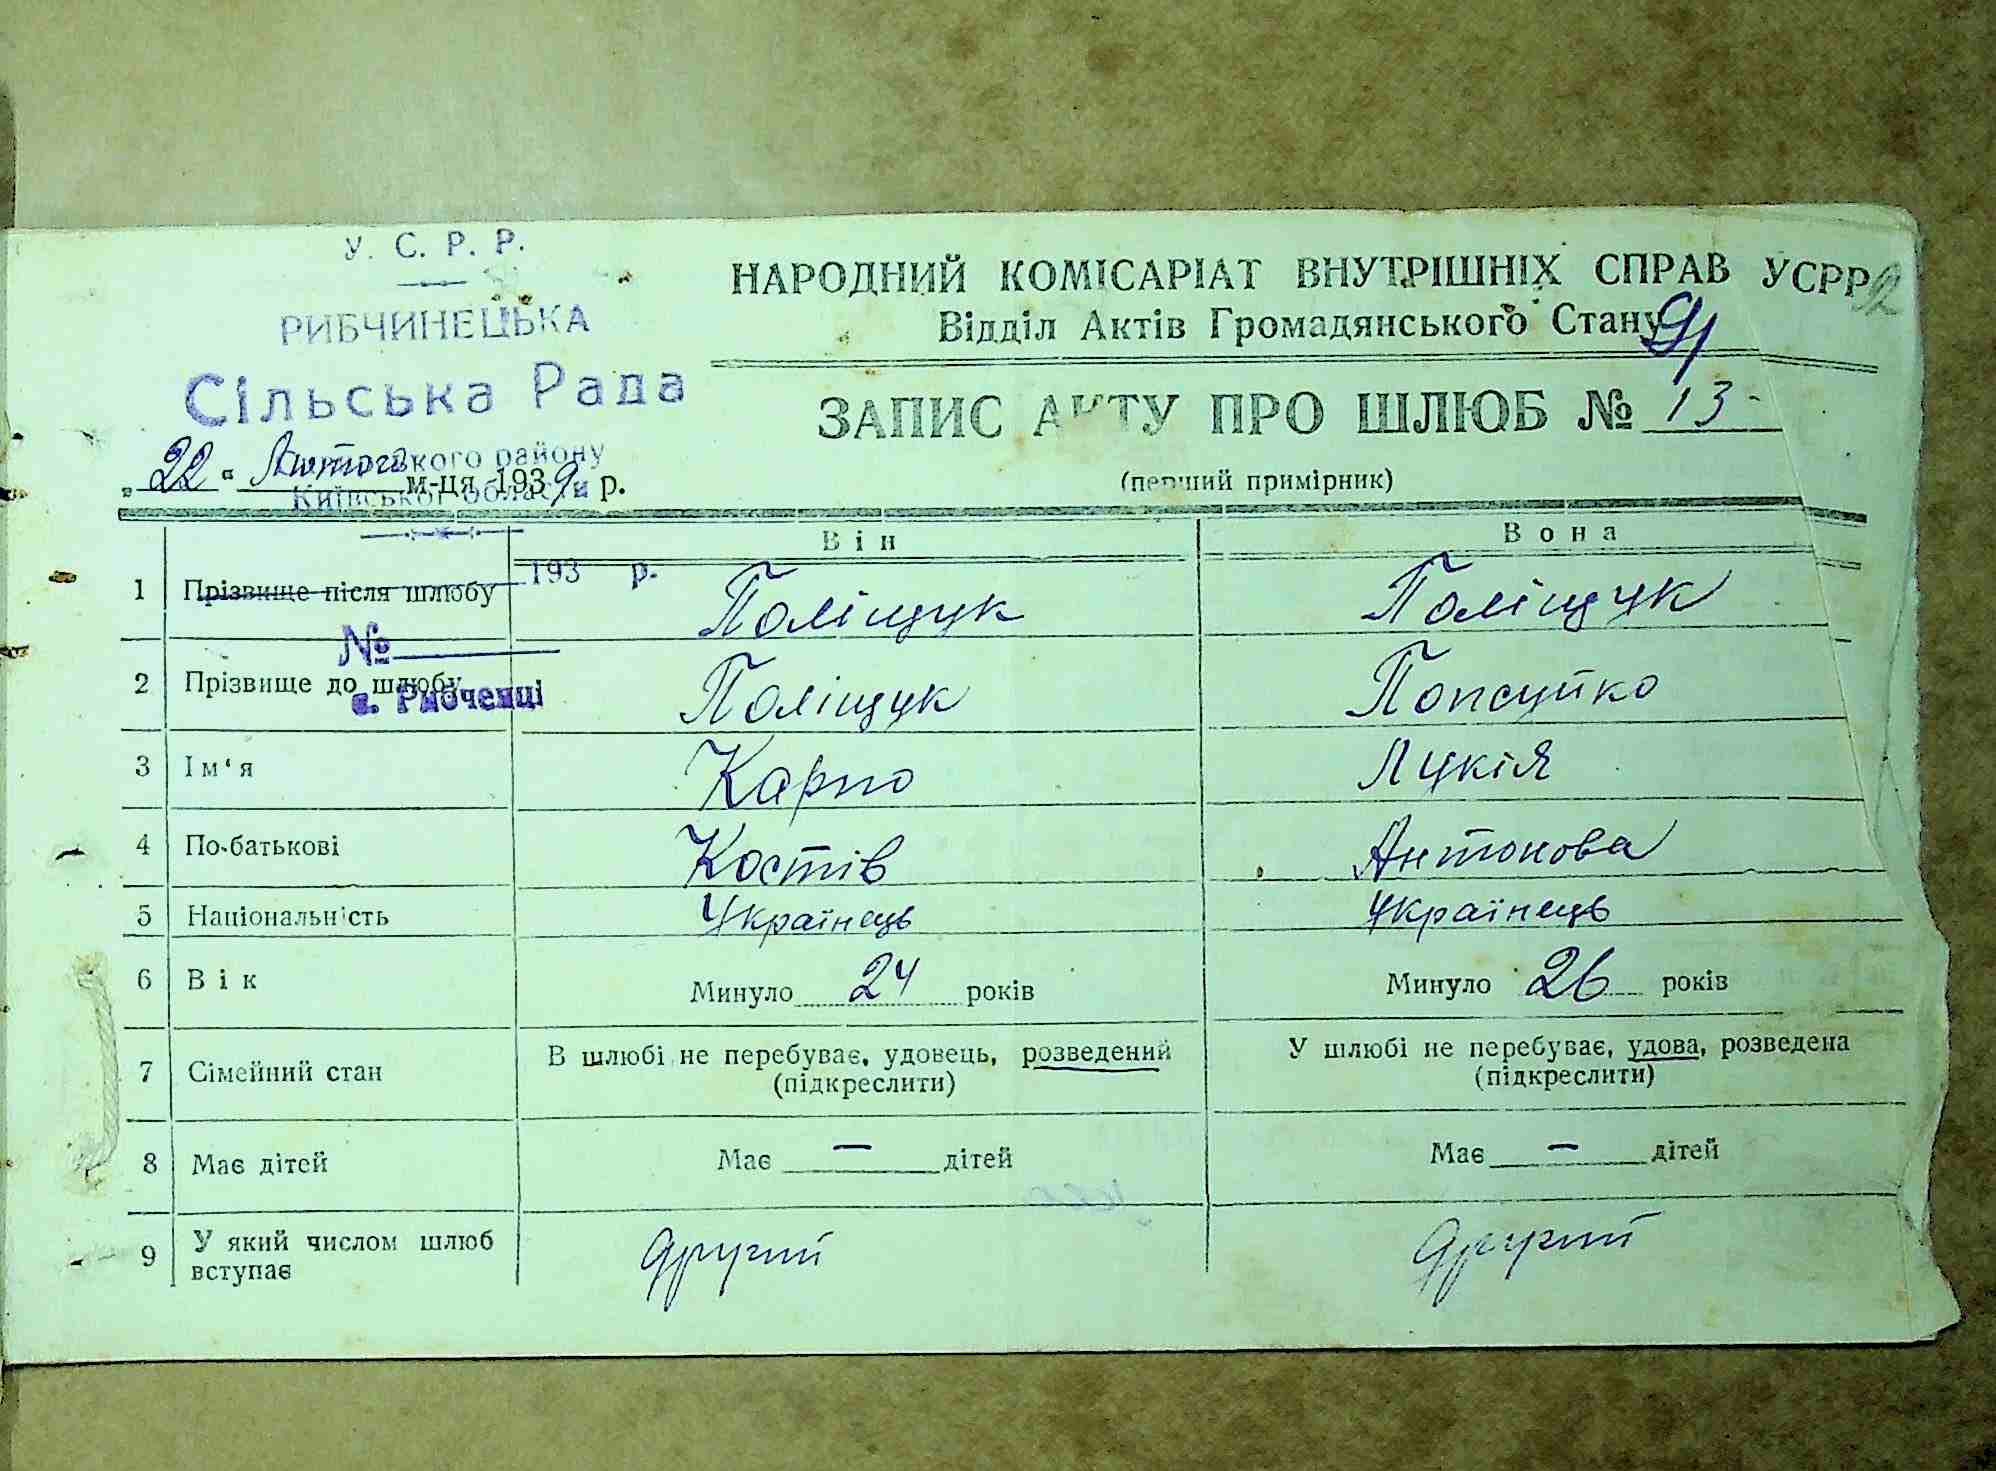 У. С. Р. Р.
РИБЧИНЕЦЬКА
Сільська Рада
ського району
Київської області
193 р.
№
с. Рибченці
НАРОДНИЙ КОМІСАРІАТ ВНУТРІШНІХ СПРАВ УСРР
Відділ Актів Громадянського Стану
ЗАПИС АКТУ ПРО ШЛЮБ № 13
(перший примірник)
„22“ Лютого м-ця 1939 р.
Він Вона
1 Прізвище після шлюбу Поліщук Поліщук
2 Прізвище до шлюбу Поліщук Попсуйко
3 Ім‘я Карпо Лукія
4 По-батькові Костів Антонова
5 Національність Українець Українець
6 Вік Минуло 24 років Минуло 26 років
7 Сімейний стан В шлюбі не перебуває, удовець, розведений У шлюбі не перебуває, удова, розведена
(підкреслити) (підкреслити)
8 Має дітей Має — дітей Має — дітей
9 У який числом шлюб
вступає другий другий